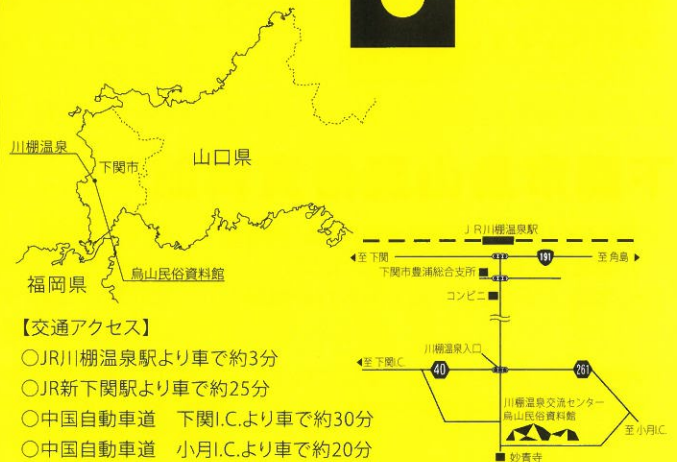 川棚温泉
下関市
山口県
福岡県
烏山民俗資料館
【交通アクセス】
○JR川棚温泉駅より車で約3分
○JR新下関駅より車で約25分
○中国自動車道 下関I.C.より車で約30分
○中国自動車道 小月I.C.より車で約20分
JR川棚温泉駅
◀至下関
191
至角島▶
下関市豊浦総合支所■
コンビニ■
川棚温泉入口
◀至下関I.C
40
261
川棚温泉交流センター
烏山民俗資料館
至小月I.C
■妙青寺